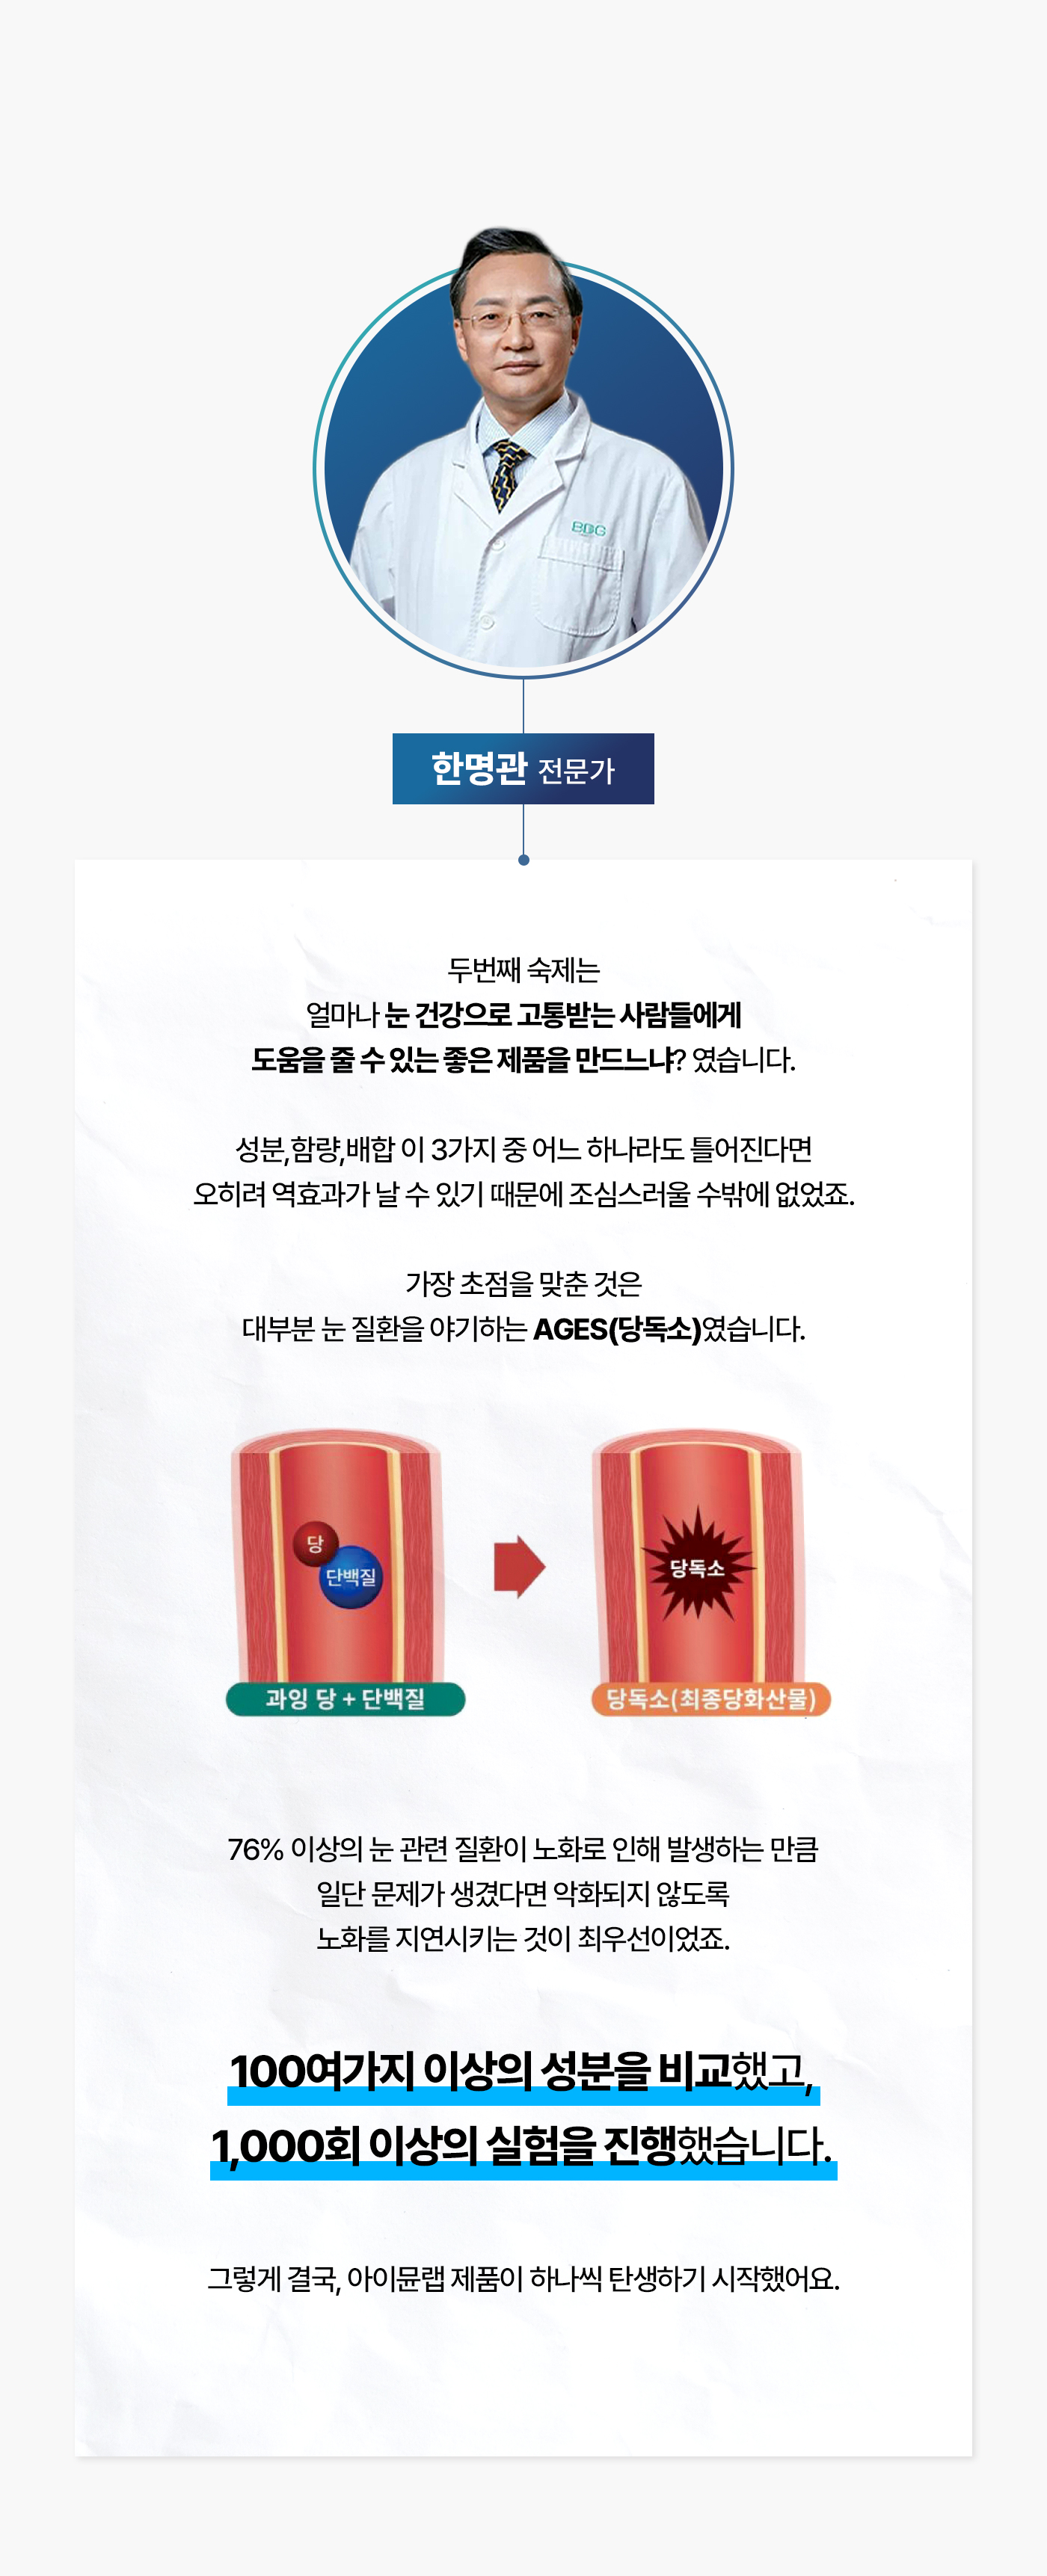 BBG
한명관 전문가
두번째 숙제는
얼마나 눈 건강으로 고통받는 사람들에게
도움을 줄 수 있는 좋은 제품을 만드느냐? 였습니다.
성분,함량,배합 이 3가지 중 어느 하나라도 틀어진다면
오히려 역효과가 날 수 있기 때문에 조심스러울 수밖에 없었죠.
가장 초점을 맞춘 것은
대부분 눈 질환을 야기하는 AGES(당독소)였습니다.
당
단백질
당독소
과잉 당 + 단백질
당독소(최종당화산물)
76% 이상의 눈 관련 질환이 노화로 인해 발생하는 만큼
일단 문제가 생겼다면 악화되지 않도록
노화를 지연시키는 것이 최우선이었죠.
100여가지 이상의 성분을 비교했고,
1,000회 이상의 실험을 진행했습니다.
그렇게 결국, 아이뮨랩 제품이 하나씩 탄생하기 시작했어요.